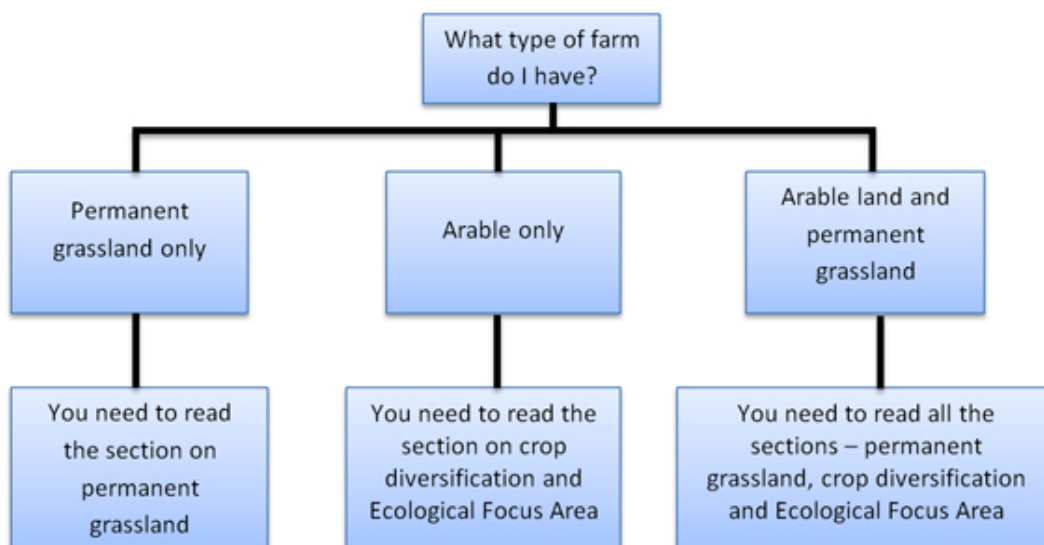 What type of farm
do I have?
Permanent
grassland only
Arable only
Arable land and
permanent
grassland
You need to read
the section on
permanent
grassland
You need to read the
section on crop
diversification and
Ecological Focus Area
You need to read all the
sections – permanent
grassland, crop diversification
and Ecological Focus Area